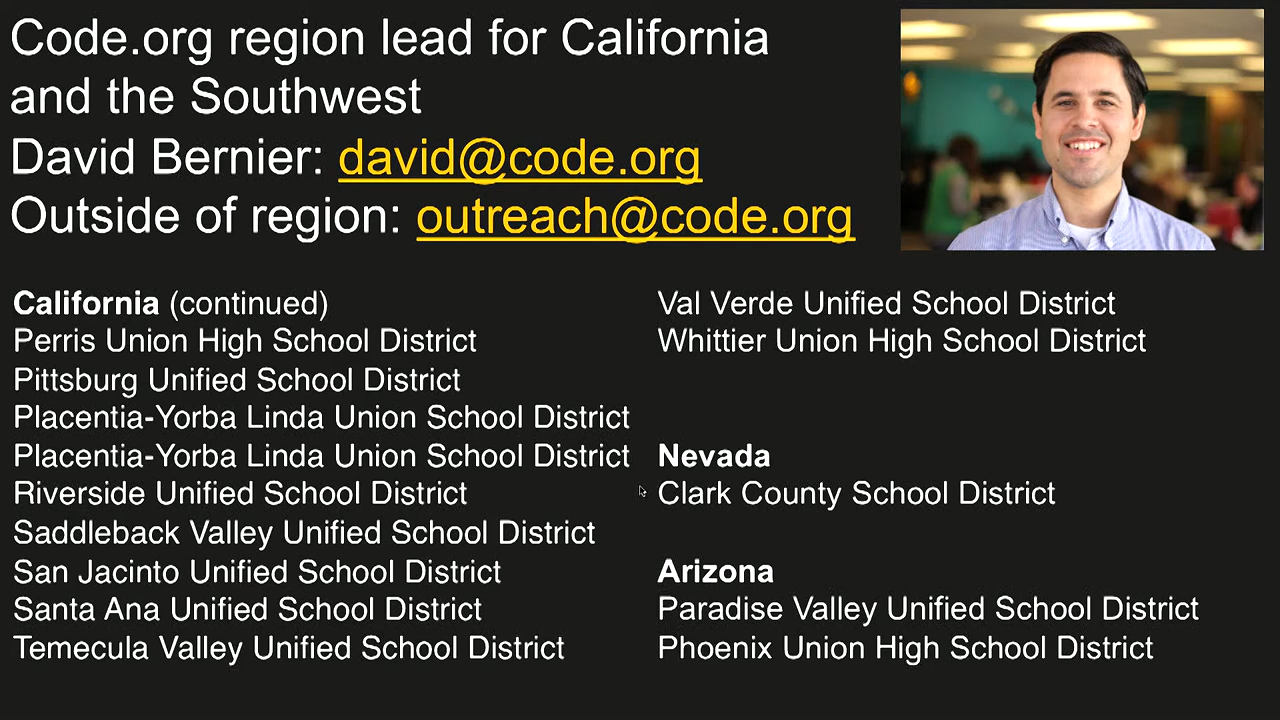 Code.org region lead for California
and the Southwest
David Bernier: david@code.org
Outside of region: outreach@code.org
California (continued)
Perris Union High School District
Pittsburg Unified School District
Placentia-Yorba Linda Union School District
Placentia-Yorba Linda Union School District
Riverside Unified School District
Saddleback Valley Unified School District
San Jacinto Unified School District
Santa Ana Unified School District
Temecula Valley Unified School District
Val Verde Unified School District
Whittier Union High School District
Nevada
Clark County School District
Arizona
Paradise Valley Unified School District
Phoenix Union High School District